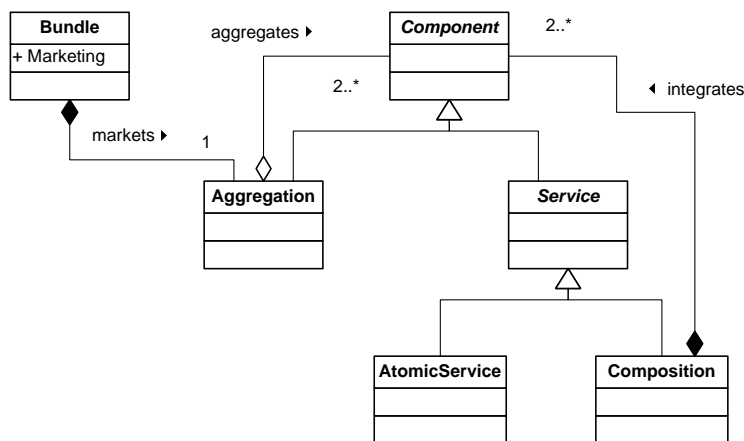 Bundle
+ Marketing
aggregates
Component
2..*
2..*
integrates
markets
1
Aggregation
Service
AtomicService
Composition